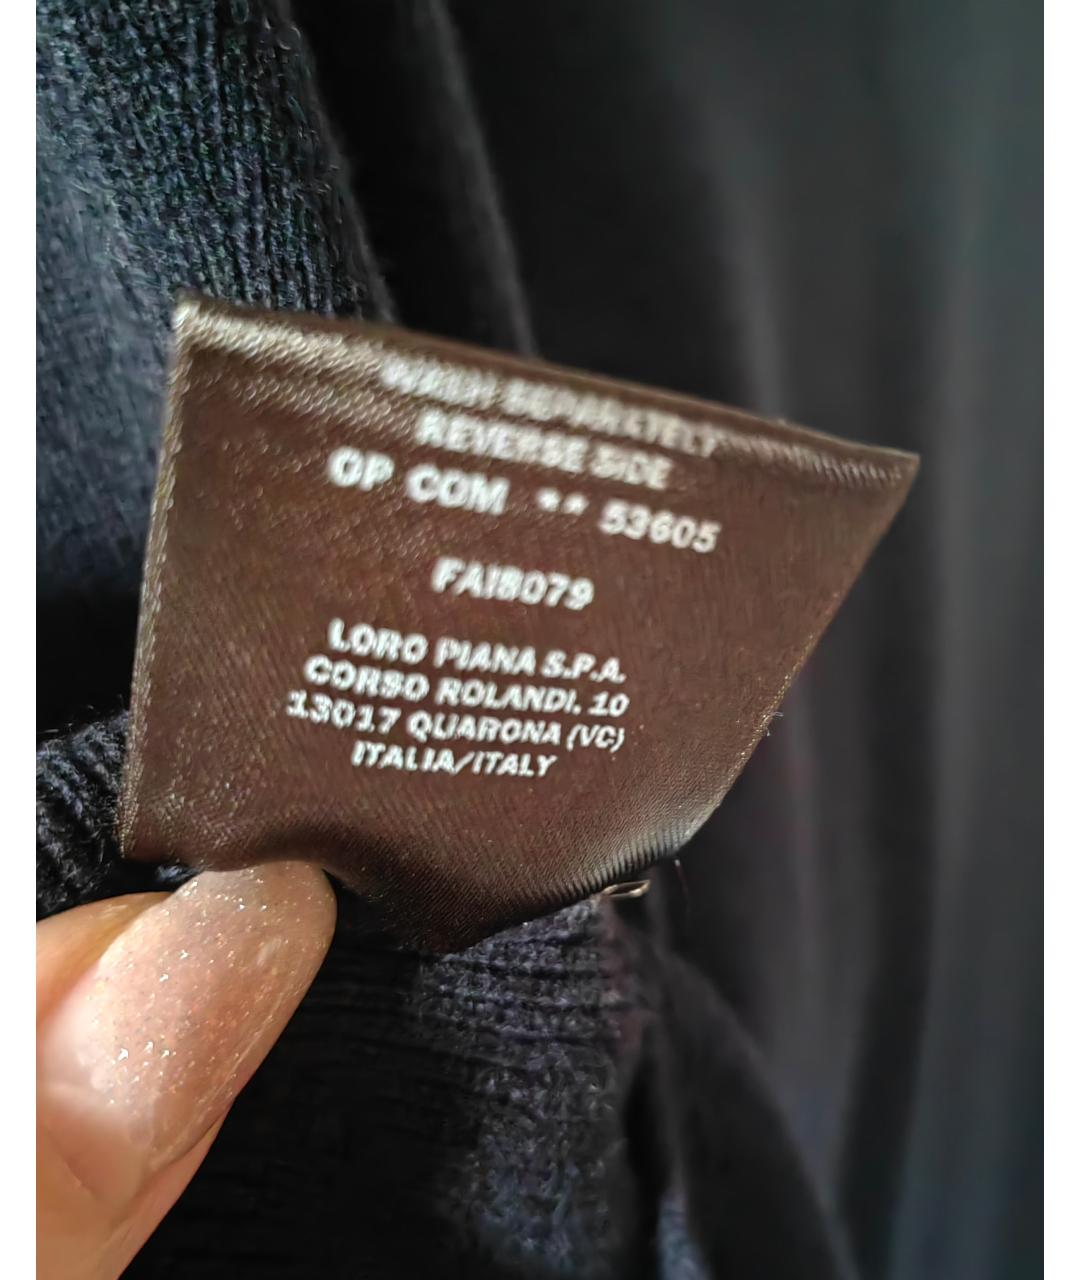 WASH SEPARATELY
REVERSE SIDE
OP COM ** 53605
FAI8079
LORO PIANA S.P.A.
CORSO ROLANDI, 10
13017 QUARONA (VC)
ITALIA/ITALY